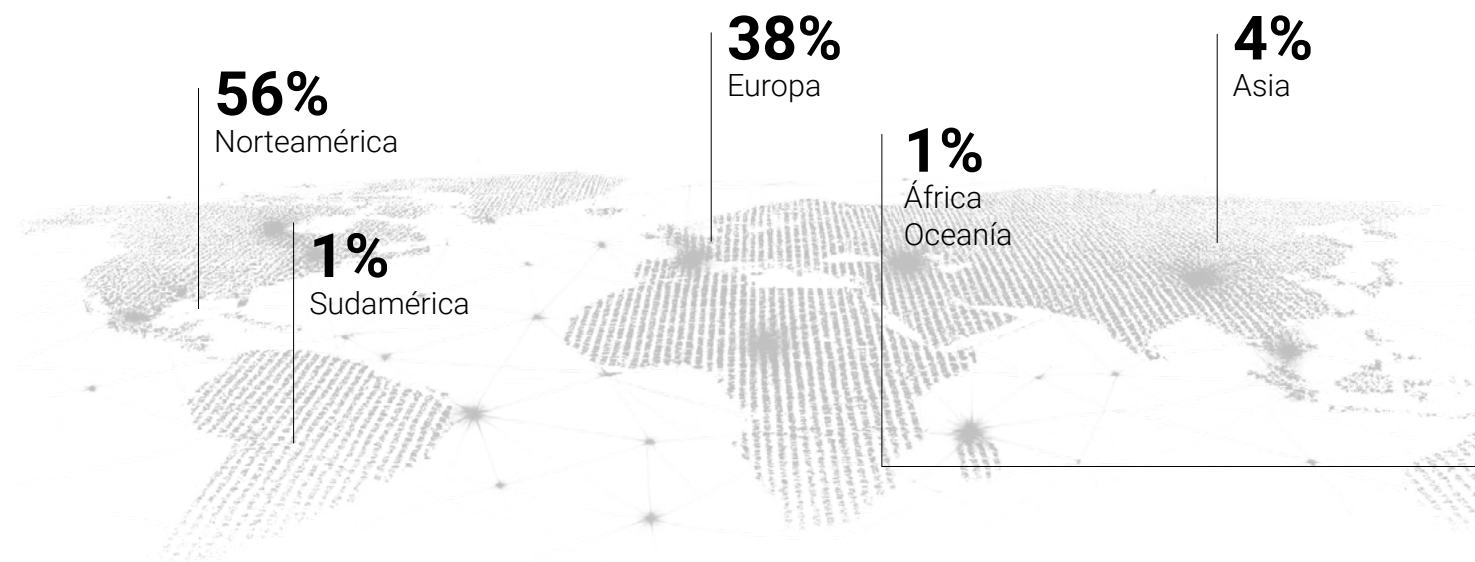 56%
Norteamérica
1%
Sudamérica
38%
Europa
1%
África
Oceanía
4%
Asia